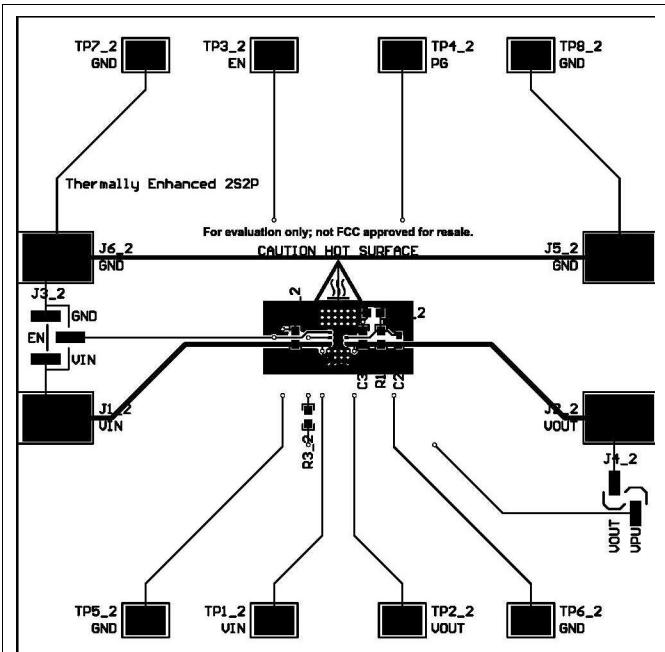 TP7_2
GND
TP3_2
EN
TP4_2
PG
TP8_2
GND
Thermally Enhanced 2S2P
For evaluation only; not FCC approved for resale.
CAUTION HOT SURFACE
J6_2
GND
J5_2
GND
J3_2
GND
EN
VIN
_2
_2
C3
R1
C2
J1_2
VIN
J2_2
VOUT
R3_2
J4_2
VOUT
VPU
TP5_2
GND
TP1_2
VIN
TP2_2
VOUT
TP6_2
GND